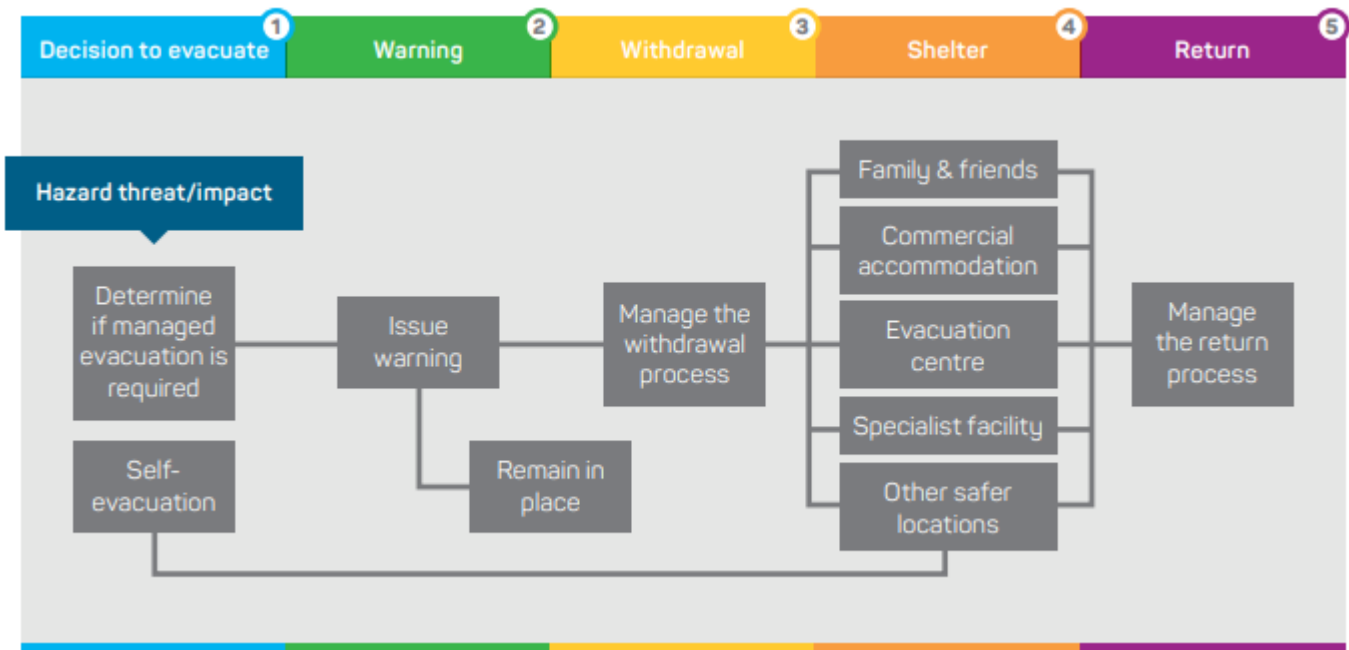 Decision to evacuate
1
Warning
2
Withdrawal
3
Shelter
4
Return
5
Hazard threat/impact
Determine
if managed
evacuation is
required
Self-
evacuation
Issue
warning
Remain in
place
Manage the
withdrawal
process
Family & friends
Commercial
accommodation
Evacuation
centre
Specialist facility
Other safer
locations
Manage
the return
process